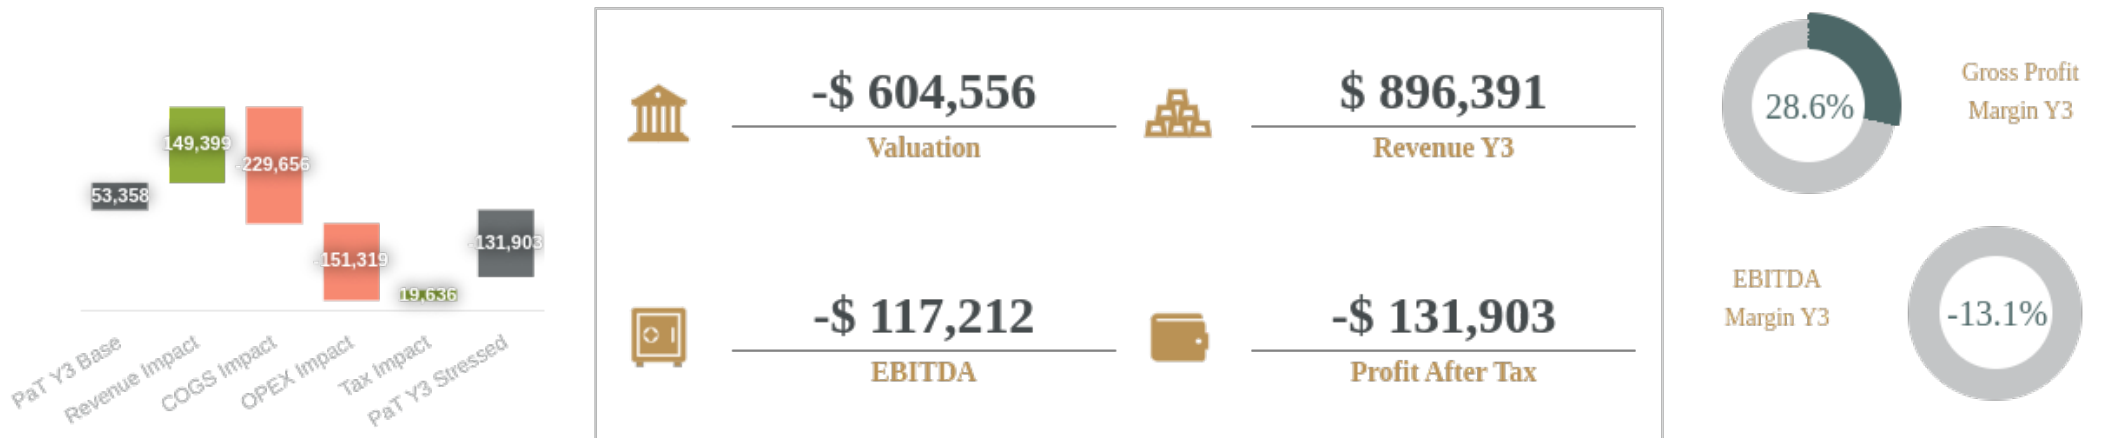 53,358
149,399
-229,656
-151,319
19,636
-131,903
PaT Y3 Base
Revenue Impact
COGS Impact
OPEX Impact
Tax Impact
PaT Y3 Stressed
-$ 604,556
Valuation
$ 896,391
Revenue Y3
-$ 117,212
EBITDA
-$ 131,903
Profit After Tax
28.6%
Gross Profit
Margin Y3
EBITDA
Margin Y3
-13.1%